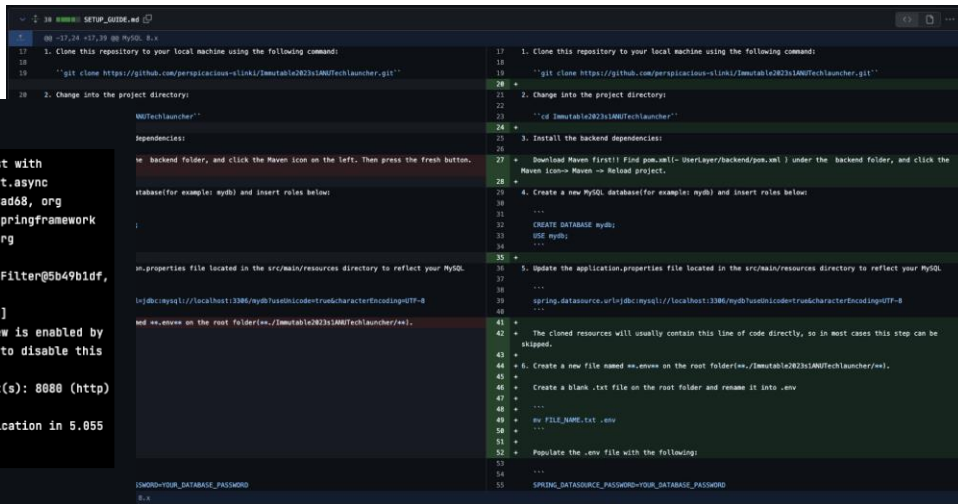 38 SETUP_GUIDE.md
@@ -17,24 +17,39 @@ MySQL 8.x
17 1. Clone this repository to your local machine using the following command:
18
19 ``git clone https://github.com/perspicacious-slinki/Immutable2023s1ANUTechlauncher.git``
20 2. Change into the project directory:
ANUTechlauncher``
dependencies:
he backend folder, and click the Maven icon on the left. Then press the fresh button.
atabase(for example: mydb) and insert roles below:
;
on.properties file located in the src/main/resources directory to reflect your MySQL
l=jdbc:mysql://localhost:3306/mydb?useUnicode=true&characterEncoding=UTF-8
med **.env** on the root folder(**./Immutable2023s1ANUTechlauncher/**).
SSWORD=YOUR_DATABASE_PASSWORD
8.x
st with
t.async
ad68, org
pringframework
rg
Filter@5b49b1df,
]
ew is enabled by
to disable this
t(s): 8080 (http)
ication in 5.055
17 1. Clone this repository to your local machine using the following command:
18
19 ``git clone https://github.com/perspicacious-slinki/Immutable2023s1ANUTechlauncher.git``
20 +
21 2. Change into the project directory:
22
23 ``cd Immutable2023s1ANUTechlauncher``
24 +
25 3. Install the backend dependencies:
26
27 + Download Maven first!! Find pom.xml(~ UserLayer/backend/pom.xml ) under the backend folder, and click the
Maven icon—> Maven —> Reload project.
28 +
29 4. Create a new MySQL database(for example: mydb) and insert roles below:
30
31 ```
32 CREATE DATABASE mydb;
33 USE mydb;
34 ```
35 +
36 5. Update the application.properties file located in the src/main/resources directory to reflect your MySQL
37
38 ```
39 spring.datasource.url=jdbc:mysql://localhost:3306/mydb?useUnicode=true&characterEncoding=UTF-8
40 ```
41 +
42 + The cloned resources will usually contain this line of code directly, so in most cases this step can be
skipped.
43 +
44 + 6. Create a new file named **.env** on the root folder(**./Immutable2023s1ANUTechlauncher/**).
45 +
46 + Create a blank .txt file on the root folder and rename it into .env
47 +
48 + ```
49 + mv FILE_NAME.txt .env
50 + ```
51 +
52 + Populate the .env file with the following:
53
54 ```
55 SPRING_DATASOURCE_PASSWORD=YOUR_DATABASE_PASSWORD